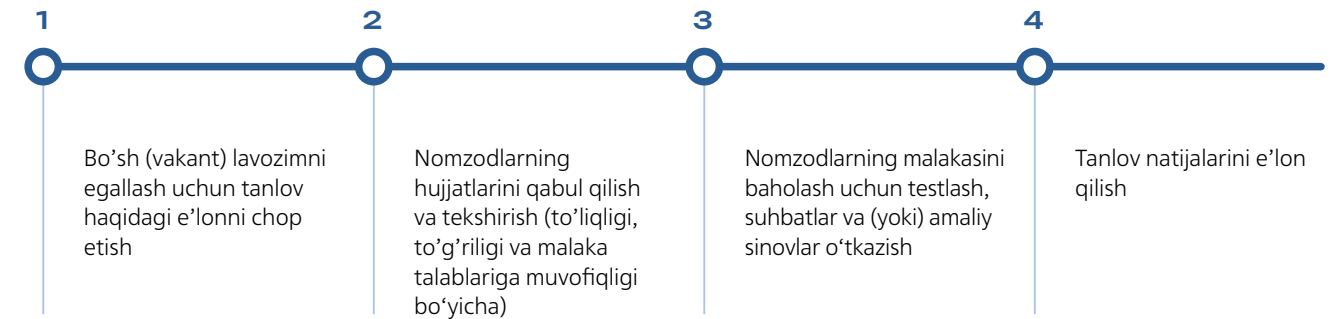 1
Bo’sh (vakant) lavozimni
egallash uchun tanlov
haqidagi e’lonni chop
etish
2
Nomzodlarning
hujjatlarini qabul qilish
va tekshirish (to’liqligi,
to’g’riligi va malaka
talablariga muvofiqligi
bo‘yicha)
3
Nomzodlarning malakasini
baholash uchun testlash,
suhbatlar va (yoki) amaliy
sinovlar o‘tkazish
4
Tanlov natijalarini e’lon
qilish